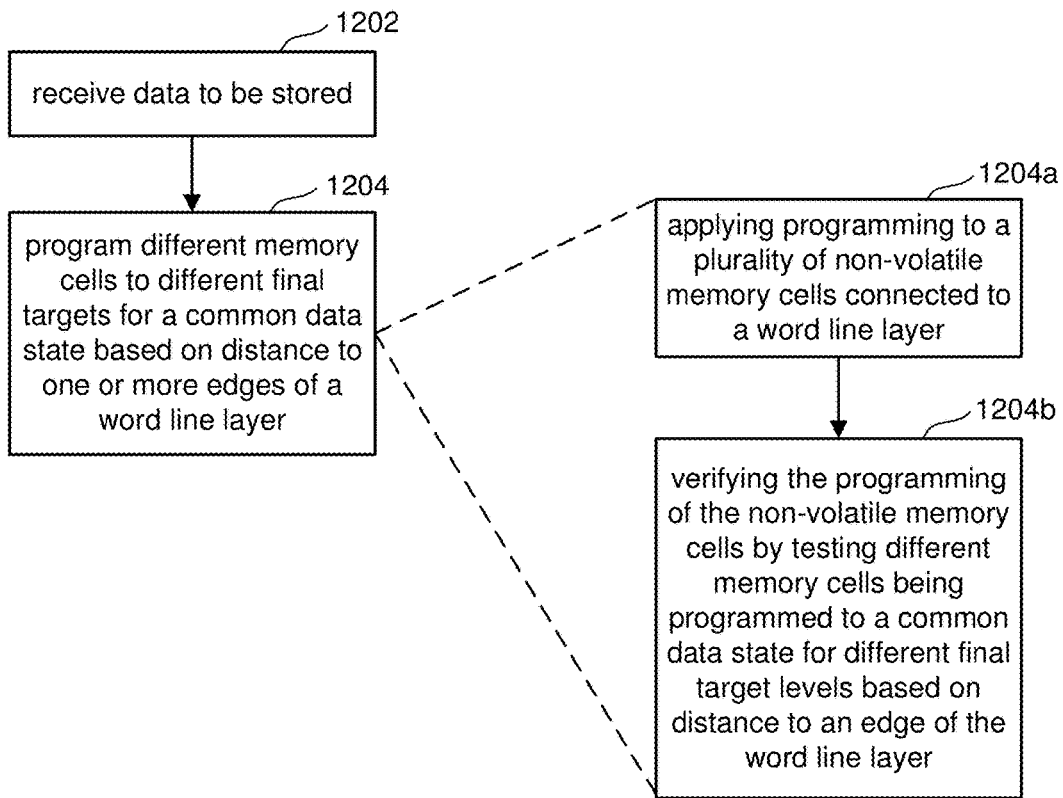 1202
receive data to be stored
1204
program different memory
cells to different final
targets for a common data
state based on distance to
one or more edges of a
word line layer
1204a
applying programming to a
plurality of non-volatile
memory cells connected to
a word line layer
1204b
verifying the programming
of the non-volatile memory
cells by testing different
memory cells being
programmed to a common
data state for different final
target levels based on
distance to an edge of the
word line layer